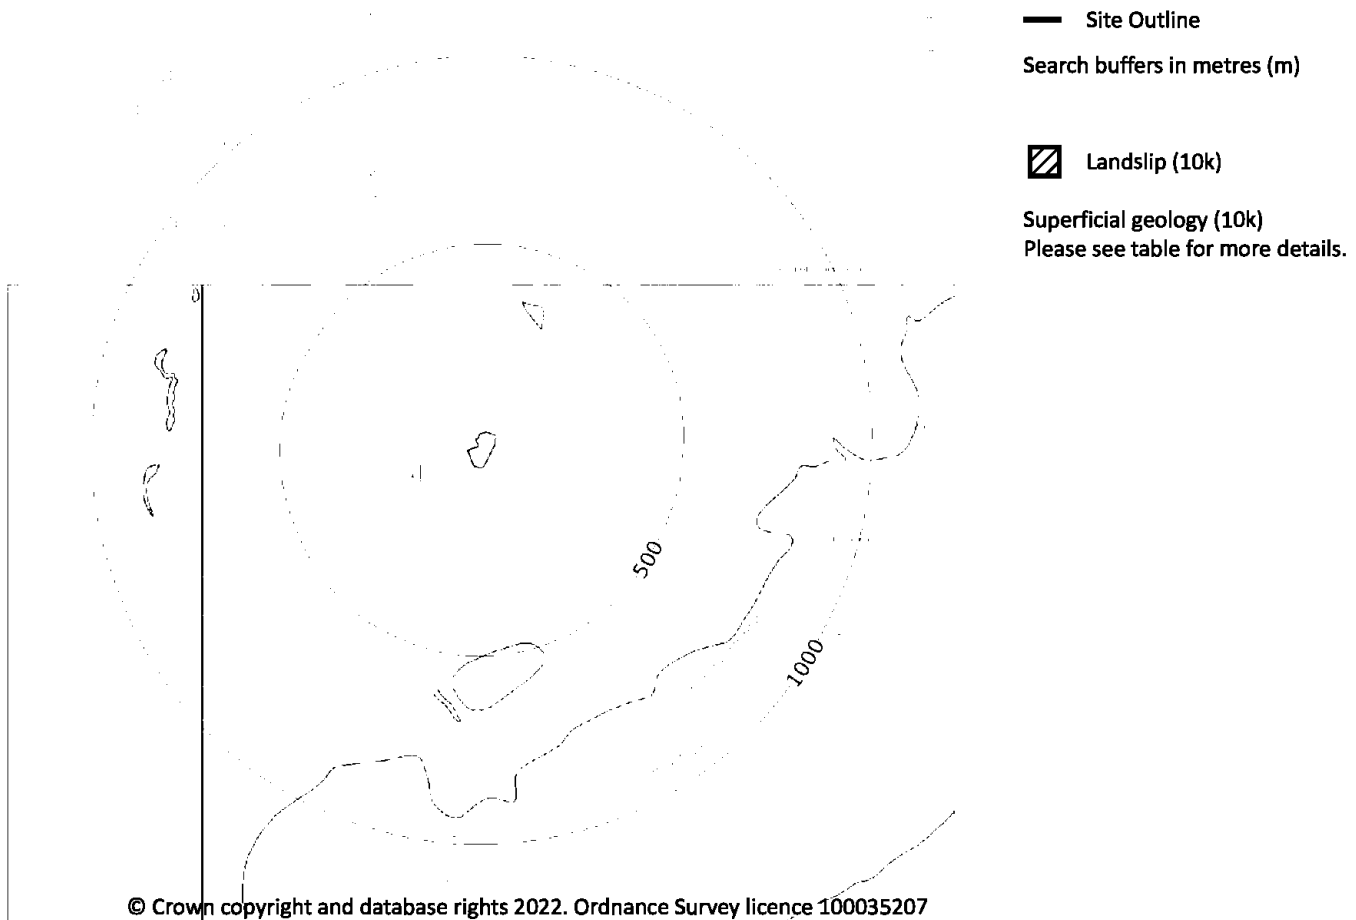 Site Outline
Search buffers in metres (m)
Landslip (10k)
Superficial geology (10k)
Please see table for more details.
500
1000
© Crown copyright and database rights 2022. Ordnance Survey licence 100035207